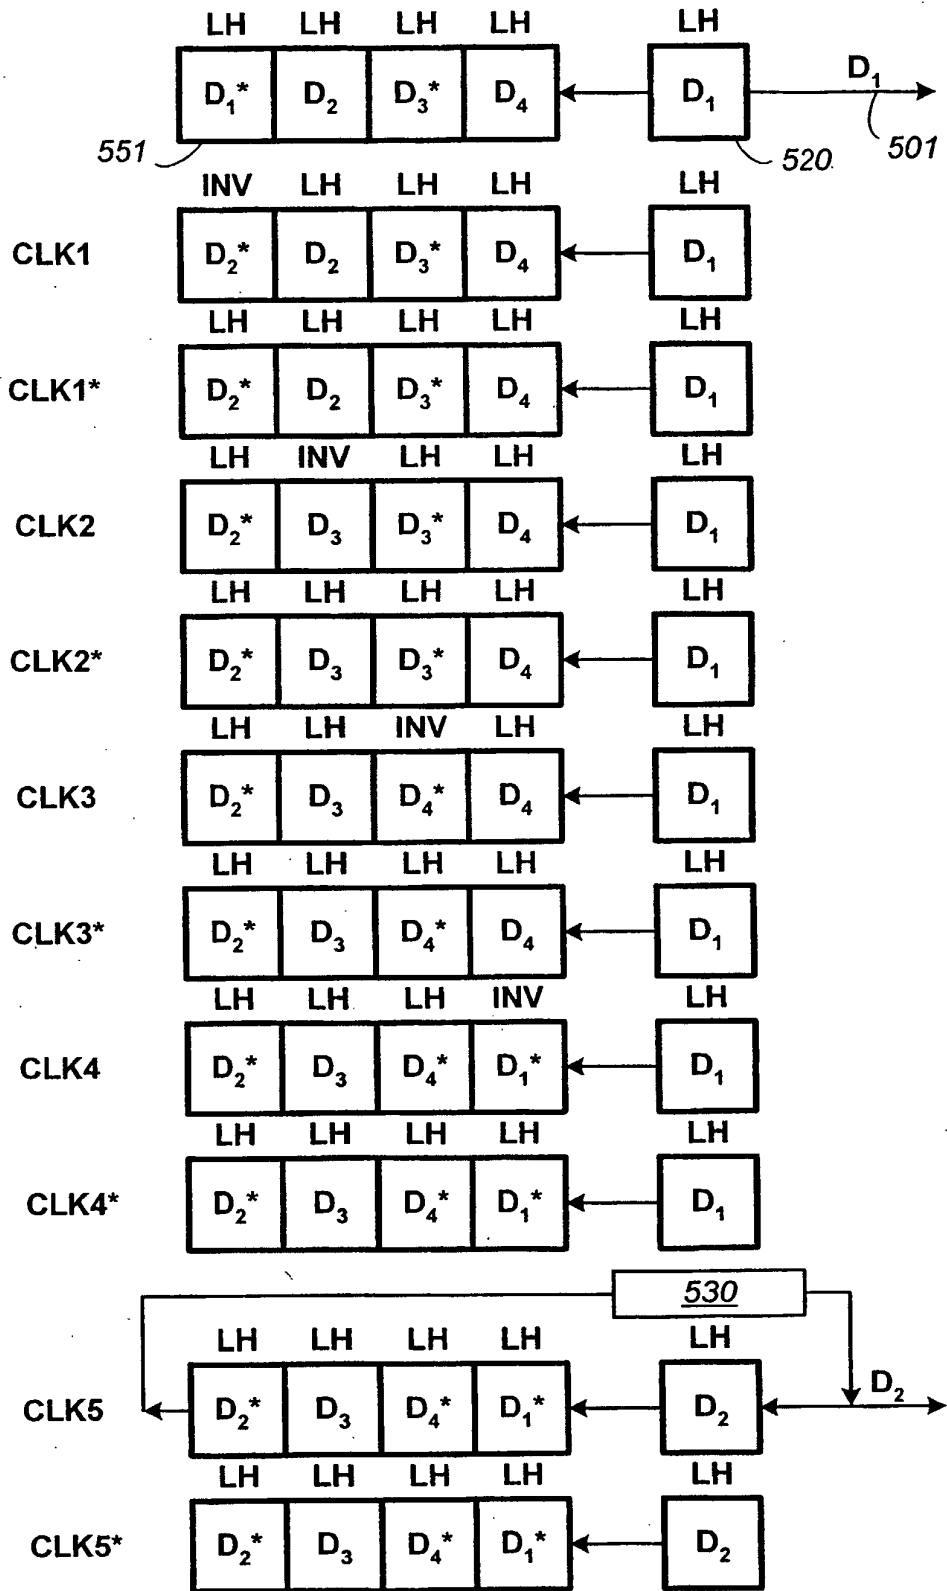 LH LH LH LH LH
D₁* D₂ D₃* D₄ D₁ D₁
551 520 501
INV LH LH LH LH
CLK1 D₂* D₂ D₃* D₄ D₁
LH LH LH LH LH
CLK1* D₂* D₂ D₃* D₄ D₁
LH INV LH LH LH
CLK2 D₂* D₃ D₃* D₄ D₁
LH LH LH LH LH
CLK2* D₂* D₃ D₃* D₄ D₁
LH LH INV LH LH
CLK3 D₂* D₃ D₄* D₄ D₁
LH LH LH LH LH
CLK3* D₂* D₃ D₄* D₄ D₁
LH LH LH INV LH
CLK4 D₂* D₃ D₄* D₁* D₁
LH LH LH LH LH
CLK4* D₂* D₃ D₄* D₁* D₁
530
LH LH LH LH LH
CLK5 D₂* D₃ D₄* D₁* D₂ D₂
LH LH LH LH LH
CLK5* D₂* D₃ D₄* D₁* D₂